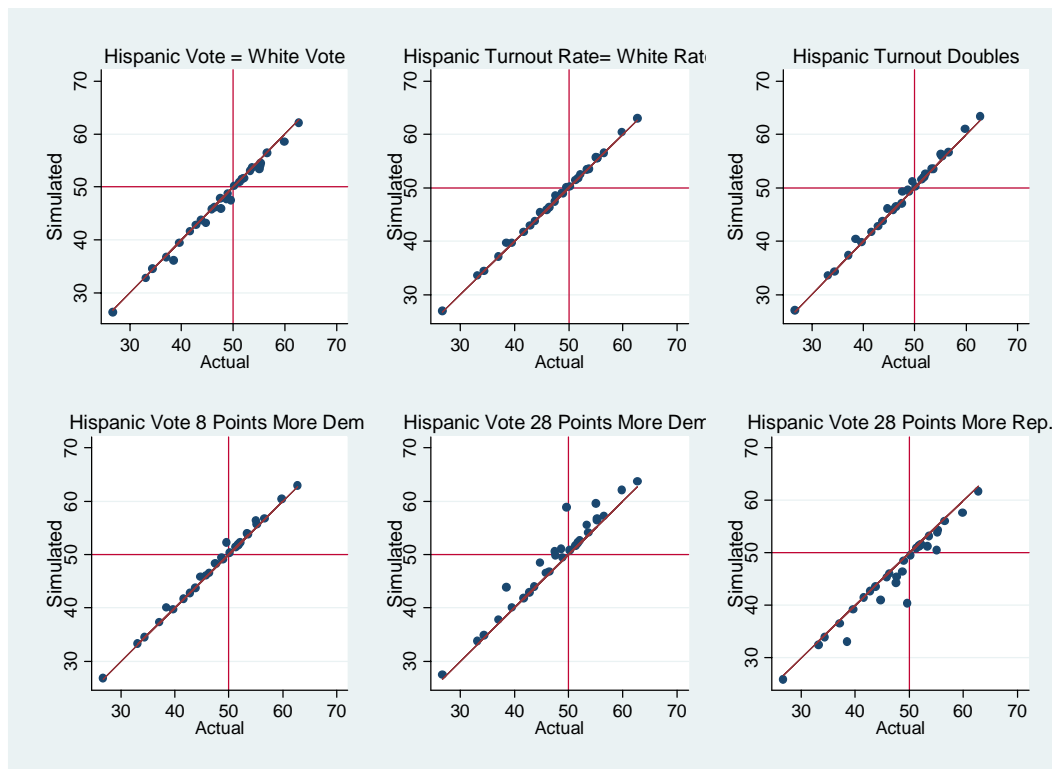 Hispanic Vote = White Vote
70
60
50
40
30
Simulated
30 40 50 60 70
Actual
Hispanic Turnout Rate= White Rat
70
60
50
40
30
Simulated
30 40 50 60 70
Actual
Hispanic Turnout Doubles
70
60
50
40
30
Simulated
30 40 50 60 70
Actual
Hispanic Vote 8 Points More Dem
70
60
50
40
30
Simulated
30 40 50 60 70
Actual
Hispanic Vote 28 Points More Dem
70
60
50
40
30
Simulated
30 40 50 60 70
Actual
Hispanic Vote 28 Points More Rep.
70
60
50
40
30
Simulated
30 40 50 60 70
Actual